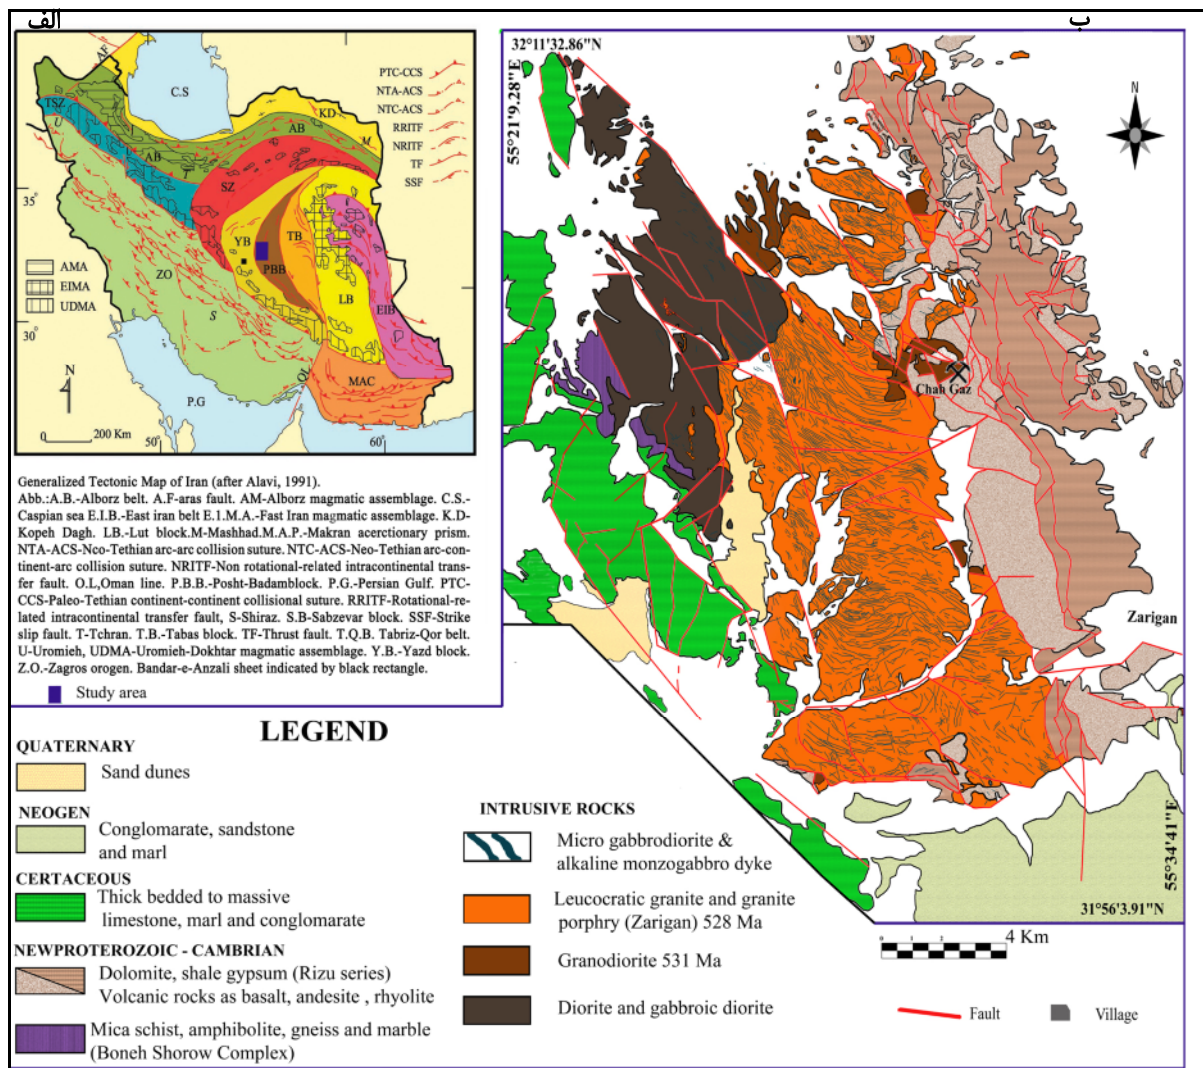 الف
ب
AF
C.S
TSZ
U
KD
AB
M
AB
T
SZ
35°
YB
TB
PBB
ZO
LB
S
EIB
30°
OL
MAC
P.G
N
0 200 Km
50°
60°
PTC-CCS
NTA-ACS
NTC-ACS
RRITF
NRITF
TF
SSF
AMA
EIMA
UDMA
Generalized Tectonic Map of Iran (after Alavi, 1991).
Abb.:A.B.-Alborz belt. A.F-aras fault. AM-Alborz magmatic assemblage. C.S.-
Caspian sea E.I.B.-East iran belt E.1.M.A.-Fast Iran magmatic assemblage. K.D-
Kopeh Dagh. LB.-Lut block.M-Mashhad.M.A.P.-Makran acerctionary prism.
NTA-ACS-Nco-Tethian arc-arc collision suture. NTC-ACS-Neo-Tethian arc-con-
tinent-arc collision suture. NRITF-Non rotational-related intracontinental trans-
fer fault. O.L,Oman line. P.B.B.-Posht-Badamblock. P.G.-Persian Gulf. PTC-
CCS-Paleo-Tethian continent-continent collisional suture. RRITF-Rotational-re-
lated intracontinental transfer fault, S-Shiraz. S.B-Sabzevar block. SSF-Strike
slip fault. T-Tchran. T.B.-Tabas block. TF-Thrust fault. T.Q.B. Tabriz-Qor belt.
U-Uromieh, UDMA-Uromieh-Dokhtar magmatic assemblage. Y.B.-Yazd block.
Z.O.-Zagros orogen. Bandar-e-Anzali sheet indicated by black rectangle.
Study area
32°11'32.86"N
55°21'9.28"E
N
Chah Gaz
Zarigan
55°34'41"E
31°56'3.91"N
0 1 2 4 Km
LEGEND
QUATERNARY
Sand dunes
NEOGEN
Conglomarate, sandstone
and marl
CERTACEOUS
Thick bedded to massive
limestone, marl and conglomarate
NEWPROTEROZOIC - CAMBRIAN
Dolomite, shale gypsum (Rizu series)
Volcanic rocks as basalt, andesite , rhyolite
Mica schist, amphibolite, gneiss and marble
(Boneh Shorow Complex)
INTRUSIVE ROCKS
Micro gabbrodiorite &
alkaline monzogabbro dyke
Leucocratic granite and granite
porphry (Zarigan) 528 Ma
Granodiorite 531 Ma
Diorite and gabbroic diorite
Fault
Village